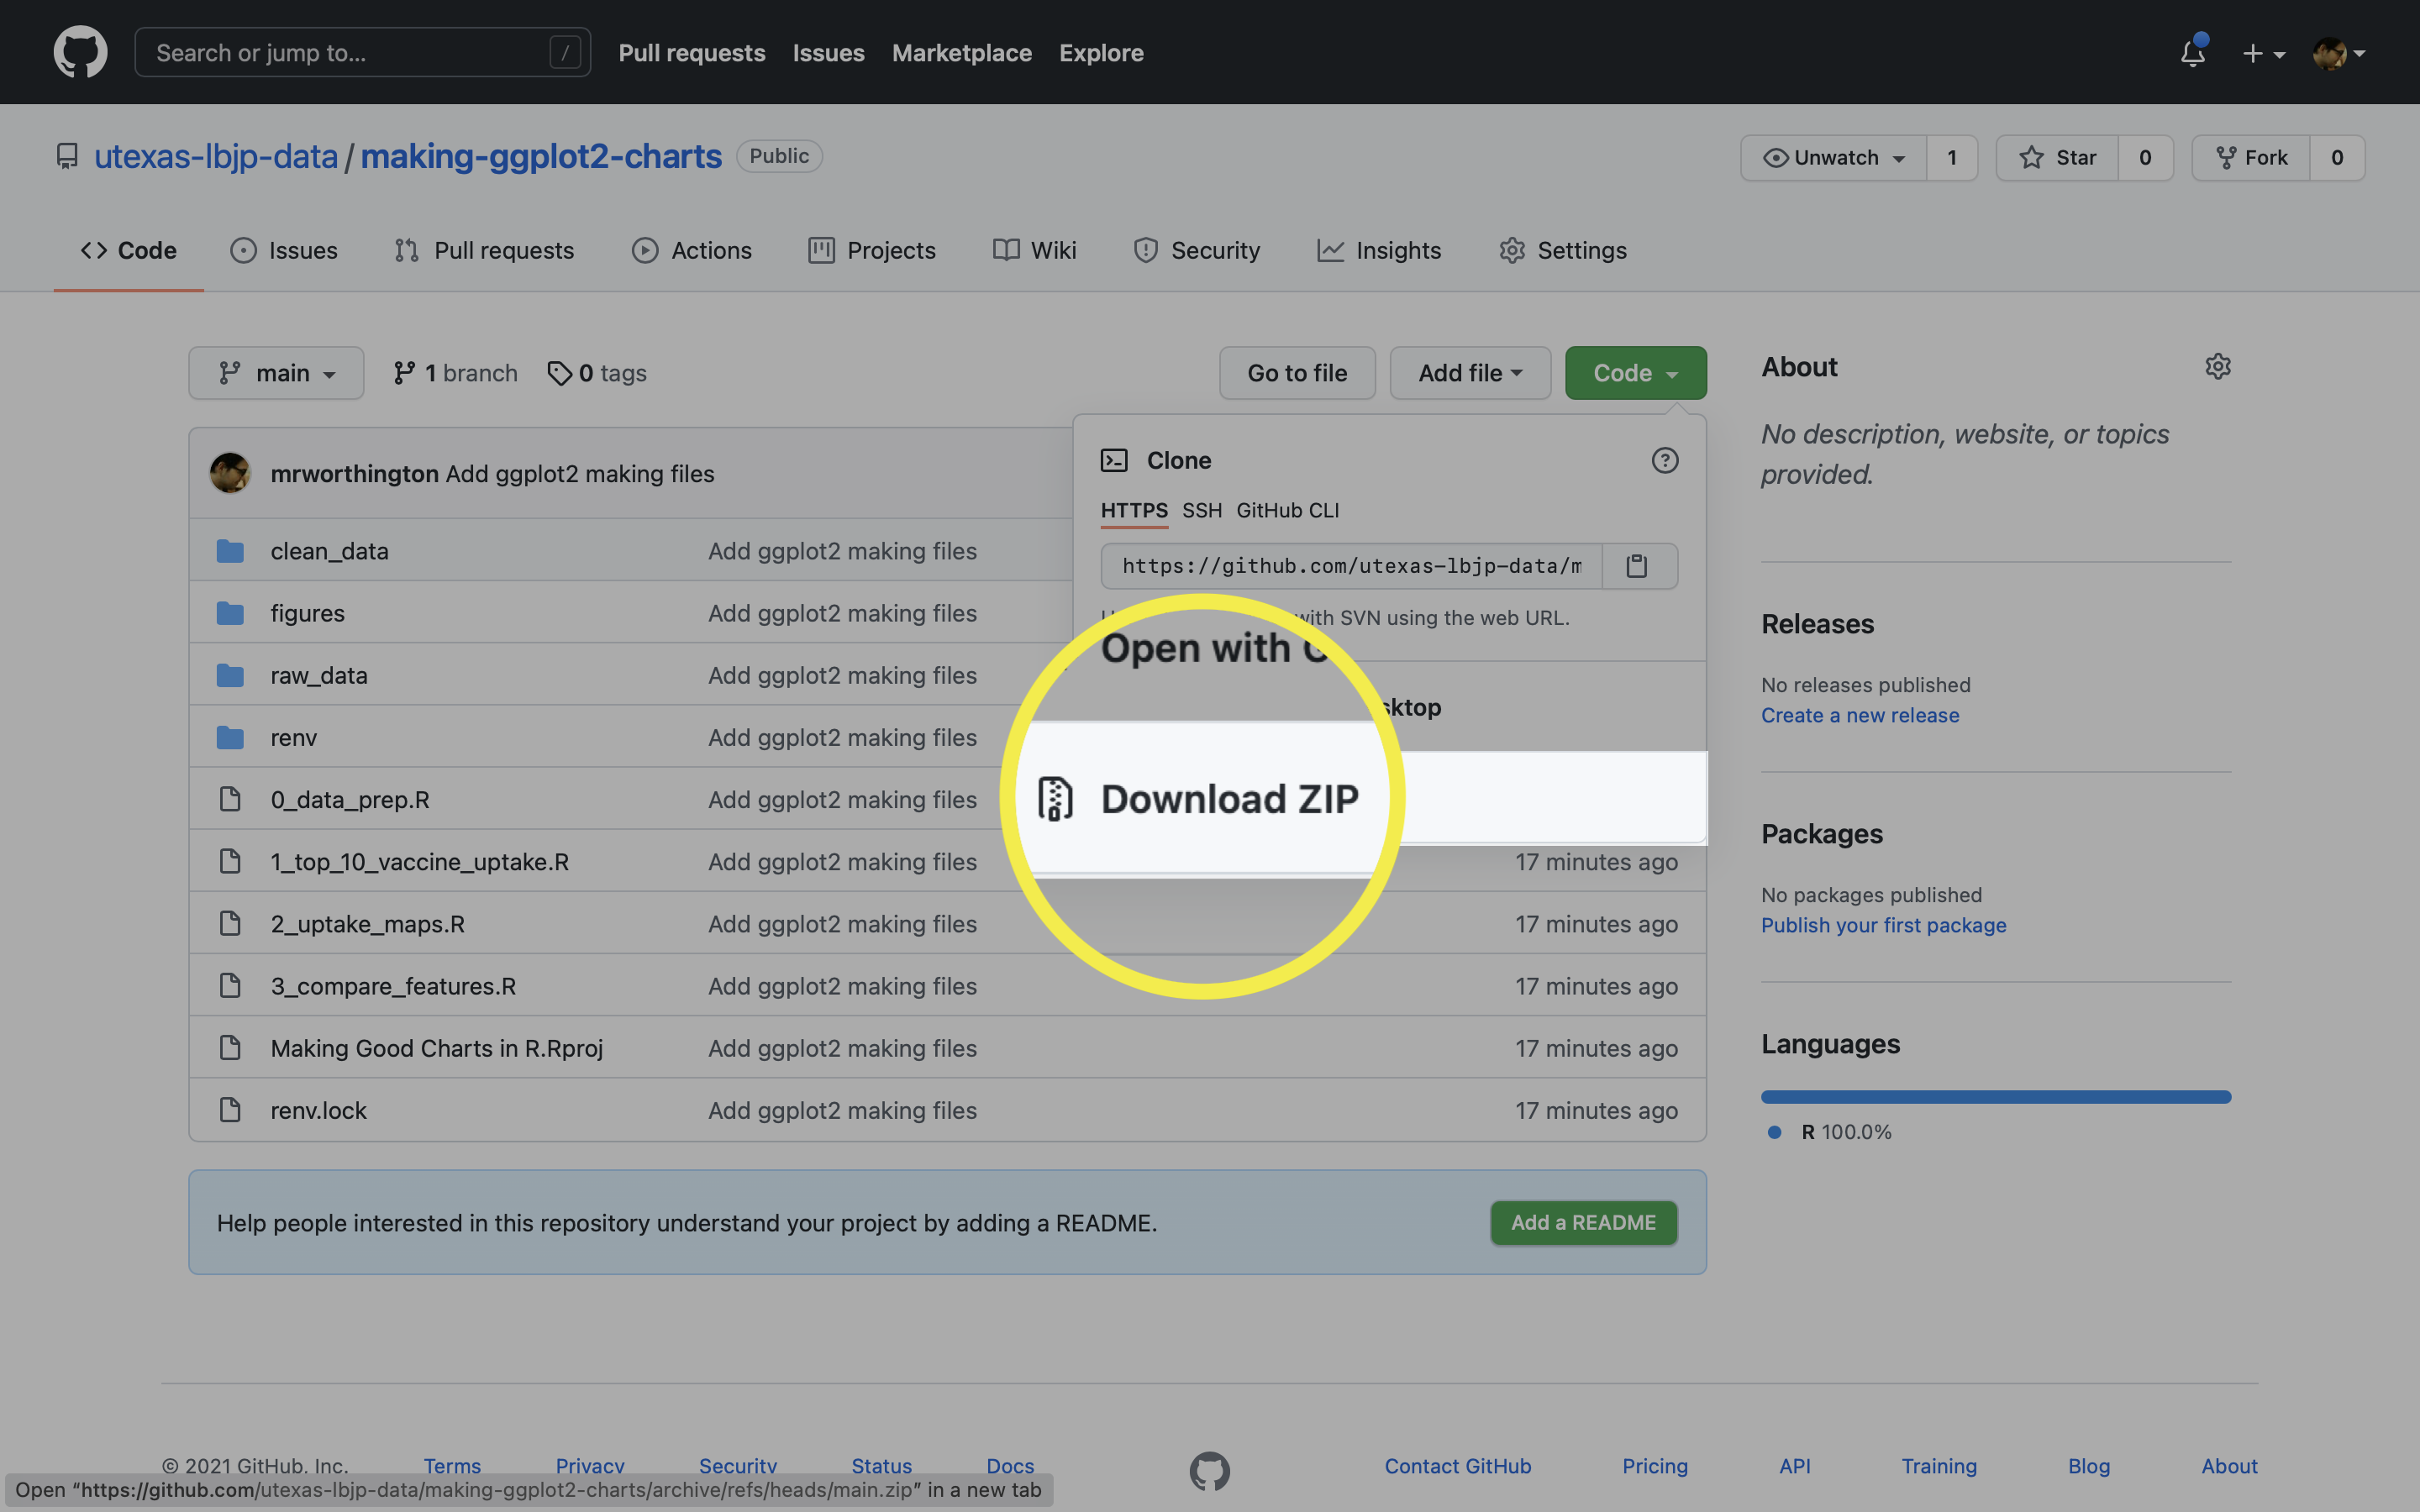 Search or jump to... /
Pull requests Issues Marketplace Explore
utexas-lbjp-data / making-ggplot2-charts Public
Unwatch 1 Star 0 Fork 0
Code Issues Pull requests Actions Projects Wiki Security Insights Settings
main 1 branch 0 tags
Go to file Add file Code
mrworthington Add ggplot2 making files
clean_data Add ggplot2 making files
figures Add ggplot2 making files
raw_data Add ggplot2 making files
renv Add ggplot2 making files
0_data_prep.R Add ggplot2 making files
1_top_10_vaccine_uptake.R Add ggplot2 making files 17 minutes ago
2_uptake_maps.R Add ggplot2 making files 17 minutes ago
3_compare_features.R Add ggplot2 making files 17 minutes ago
Making Good Charts in R.Rproj Add ggplot2 making files 17 minutes ago
renv.lock Add ggplot2 making files 17 minutes ago
Clone
HTTPS SSH GitHub CLI
https://github.com/utexas-lbjp-data/m
with SVN using the web URL.
Open with
sktop
Download ZIP
Help people interested in this repository understand your project by adding a README.
Add a README
About
No description, website, or topics
provided.
Releases
No releases published
Create a new release
Packages
No packages published
Publish your first package
Languages
R 100.0%
© 2021 GitHub, Inc. Terms Privacy Security Status Docs Contact GitHub Pricing API Training Blog About
Open “https://github.com/utexas-lbjp-data/making-ggplot2-charts/archive/refs/heads/main.zip” in a new tab